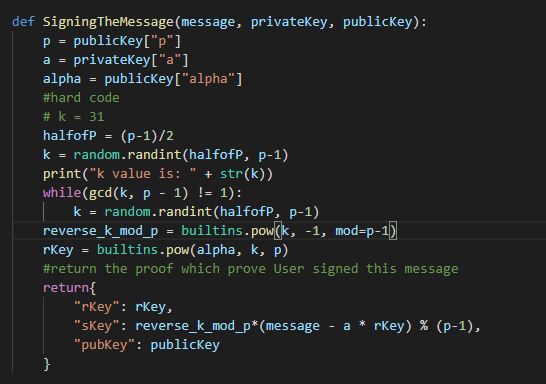 def SigningTheMessage(message, privateKey, publicKey):
    p = publicKey["p"]
    a = privateKey["a"]
    alpha = publicKey["alpha"]
    #hard code
    # k = 31
    halfofP = (p-1)/2
    k = random.randint(halfofP, p-1)
    print("k value is: " + str(k))
    while(gcd(k, p - 1) != 1):
        k = random.randint(halfofP, p-1)
    reverse_k_mod_p = builtins.pow(k, -1, mod=p-1)
    rKey = builtins.pow(alpha, k, p)
    #return the proof which prove User signed this message
    return{
        "rKey": rKey,
        "sKey": reverse_k_mod_p*(message - a * rKey) % (p-1),
        "pubKey": publicKey
    }